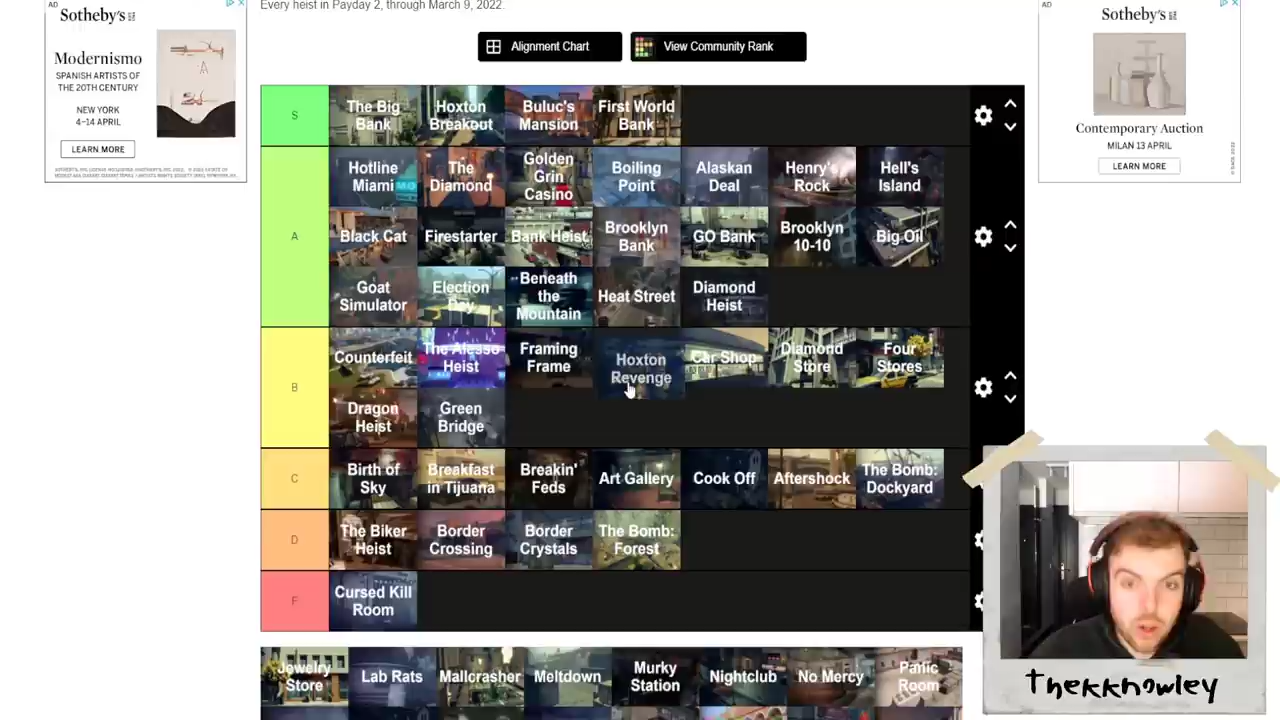 Every heist in Payday 2, through March 9, 2022.
AD
Sotheby's
Modernismo
SPANISH ARTISTS OF
THE 20TH CENTURY
NEW YORK
4–14 APRIL
LEARN MORE
Alignment Chart
View Community Rank
AD
Sotheby's
Contemporary Auction
MILAN 13 APRIL
LEARN MORE
S
The Big
Bank
Hoxton
Breakout
Buluc's
Mansion
First World
Bank
A
Hotline
Miami
The
Diamond
Golden
Grin
Casino
Boiling
Point
Alaskan
Deal
Henry's
Rock
Hell's
Island
Black Cat
Firestarter
Bank Heist
Brooklyn
Bank
GO Bank
Brooklyn
10-10
Big Oil
Goat
Simulator
Election
Day
Beneath
the
Mountain
Heat Street
Diamond
Heist
B
Counterfeit
The Alesso
Heist
Framing
Frame
Hoxton
Revenge
Car Shop
Diamond
Store
Four
Stores
Dragon
Heist
Green
Bridge
C
Birth of
Sky
Breakfast
in Tijuana
Breakin'
Feds
Art Gallery
Cook Off
Aftershock
The Bomb:
Dockyard
D
The Biker
Heist
Border
Crossing
Border
Crystals
The Bomb:
Forest
F
Cursed Kill
Room
Jewelry
Store
Lab Rats
Mallcrasher
Meltdown
Murky
Station
Nightclub
No Mercy
Panic
Room
Thekknowley